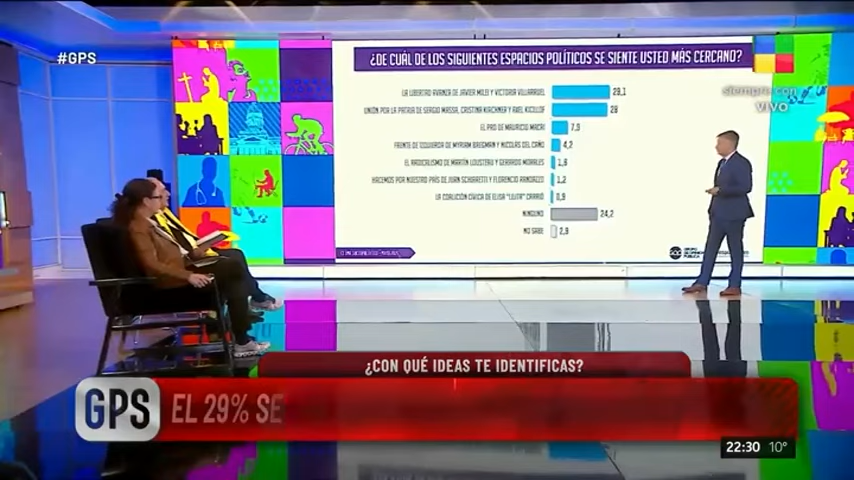 #GPS
¿DE CUÁL DE LOS SIGUIENTES ESPACIOS POLÍTICOS SE SIENTE USTED MÁS CERCANO?
siempre con
VIVO
LA LIBERTAD AVANZA DE JAVIER MILEI Y VICTORIA VILLARRUEL 29,1
UNIÓN POR LA PATRIA DE SERGIO MASSA, CRISTINA KIRCHNER Y AXEL KICILLOF 28
EL PRO DE MAURICIO MACRI 7,9
FRENTE DE IZQUIERDA DE MYRIAM BREGMAN Y NICOLÁS DEL CAÑO 4,2
EL RADICALISMO DE MARTÍN LOUSTEAU Y GERARDO MORALES 1,6
HACEMOS POR NUESTRO PAÍS DE JUAN SCHIARETTI Y FLORENCIO RANDAZZO 1,2
LA COALICIÓN CÍVICA DE ELISA "LILITA" CARRIÓ 0,9
NINGUNO 24,2
NO SABE 2,9
¿CON QUÉ IDEAS TE IDENTIFICAS?
GPS EL 29% SE
22:30 10°